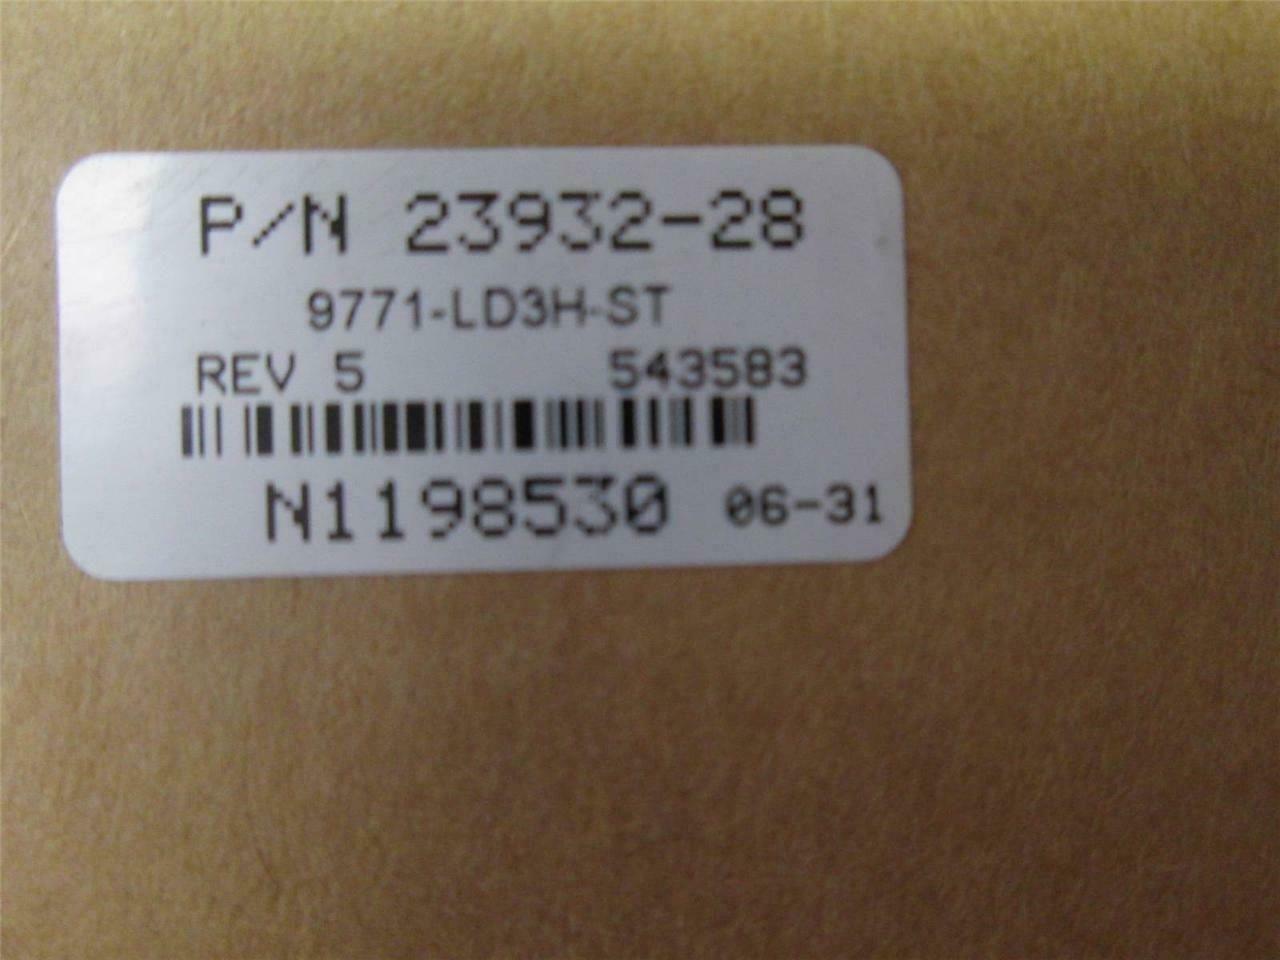 P/N 23932-28
9771-LD3H-ST
REV 5 543583
N1198530 06-31